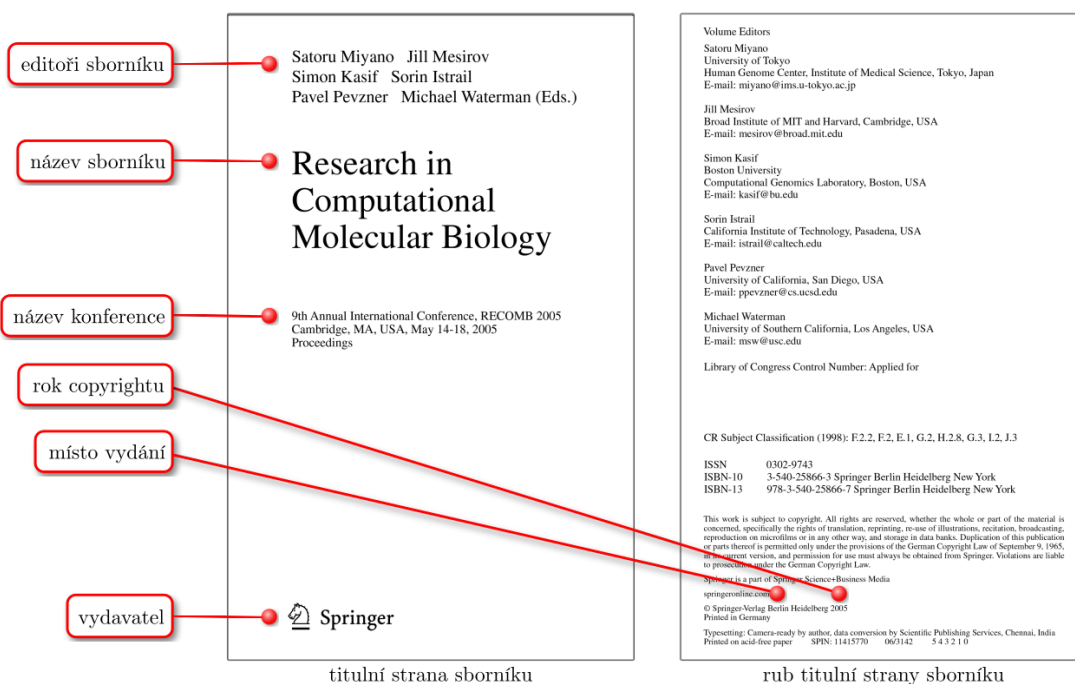 editoři sborníku
název sborníku
název konference
rok copyrightu
místo vydání
vydavatel
Satoru Miyano Jill Mesirov
Simon Kasif Sorin Istrail
Pavel Pevzner Michael Waterman (Eds.)
Research in
Computational
Molecular Biology
9th Annual International Conference, RECOMB 2005
Cambridge, MA, USA, May 14-18, 2005
Proceedings
Springer
titulní strana sborníku
Volume Editors
Satoru Miyano
University of Tokyo
Human Genome Center, Institute of Medical Science, Tokyo, Japan
E-mail: miyano@ims.u-tokyo.ac.jp
Jill Mesirov
Broad Institute of MIT and Harvard, Cambridge, USA
E-mail: mesirov@broad.mit.edu
Simon Kasif
Boston University
Computational Genomics Laboratory, Boston, USA
E-mail: kasif@bu.edu
Sorin Istrail
California Institute of Technology, Pasadena, USA
E-mail: istrail@caltech.edu
Pavel Pevzner
University of California, San Diego, USA
E-mail: ppevzner@cs.ucsd.edu
Michael Waterman
University of Southern California, Los Angeles, USA
E-mail: msw@usc.edu
Library of Congress Control Number: Applied for
CR Subject Classification (1998): F.2.2, F.2, E.1, G.2, H.2.8, G.3, I.2, J.3
ISSN 0302-9743
ISBN-10 3-540-25866-3 Springer Berlin Heidelberg New York
ISBN-13 978-3-540-25866-7 Springer Berlin Heidelberg New York
This work is subject to copyright. All rights are reserved, whether the whole or part of the material is
concerned, specifically the rights of translation, reprinting, re-use of illustrations, recitation, broadcasting,
reproduction on microfilms or in any other way, and storage in data banks. Duplication of this publication
or parts thereof is permitted only under the provisions of the German Copyright Law of September 9, 1965,
in its current version, and permission for use must always be obtained from Springer. Violations are liable
to prosecution under the German Copyright Law.
Springer is a part of Springer Science+Business Media
springeronline.com
© Springer-Verlag Berlin Heidelberg 2005
Printed in Germany
Typesetting: Camera-ready by author, data conversion by Scientific Publishing Services, Chennai, India
Printed on acid-free paper SPIN: 11415770 06/3142 5 4 3 2 1 0
rub titulní strany sborníku